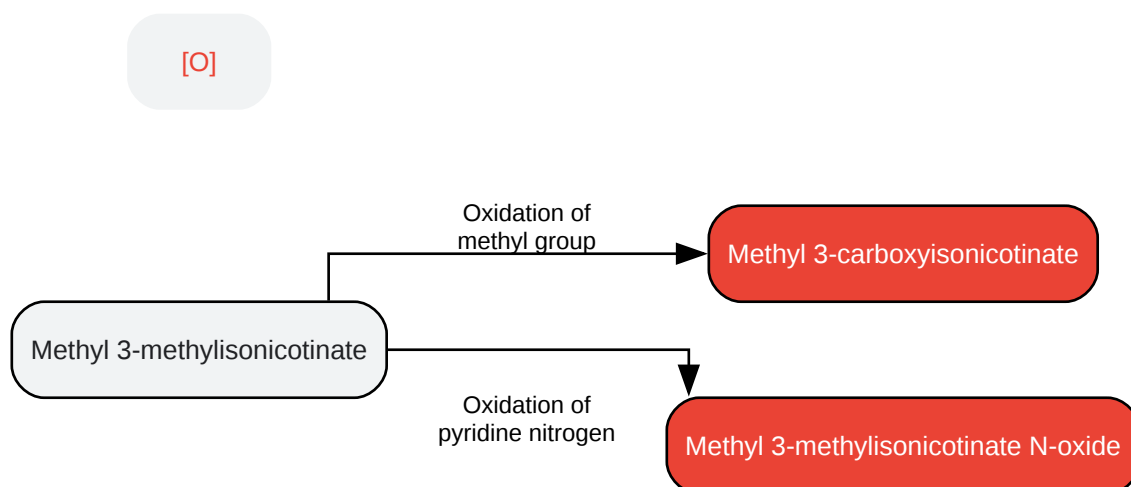 [O]
Oxidation of
methyl group
Methyl 3-carboxyisonicotinate
Methyl 3-methylisonicotinate
Oxidation of
pyridine nitrogen
Methyl 3-methylisonicotinate N-oxide